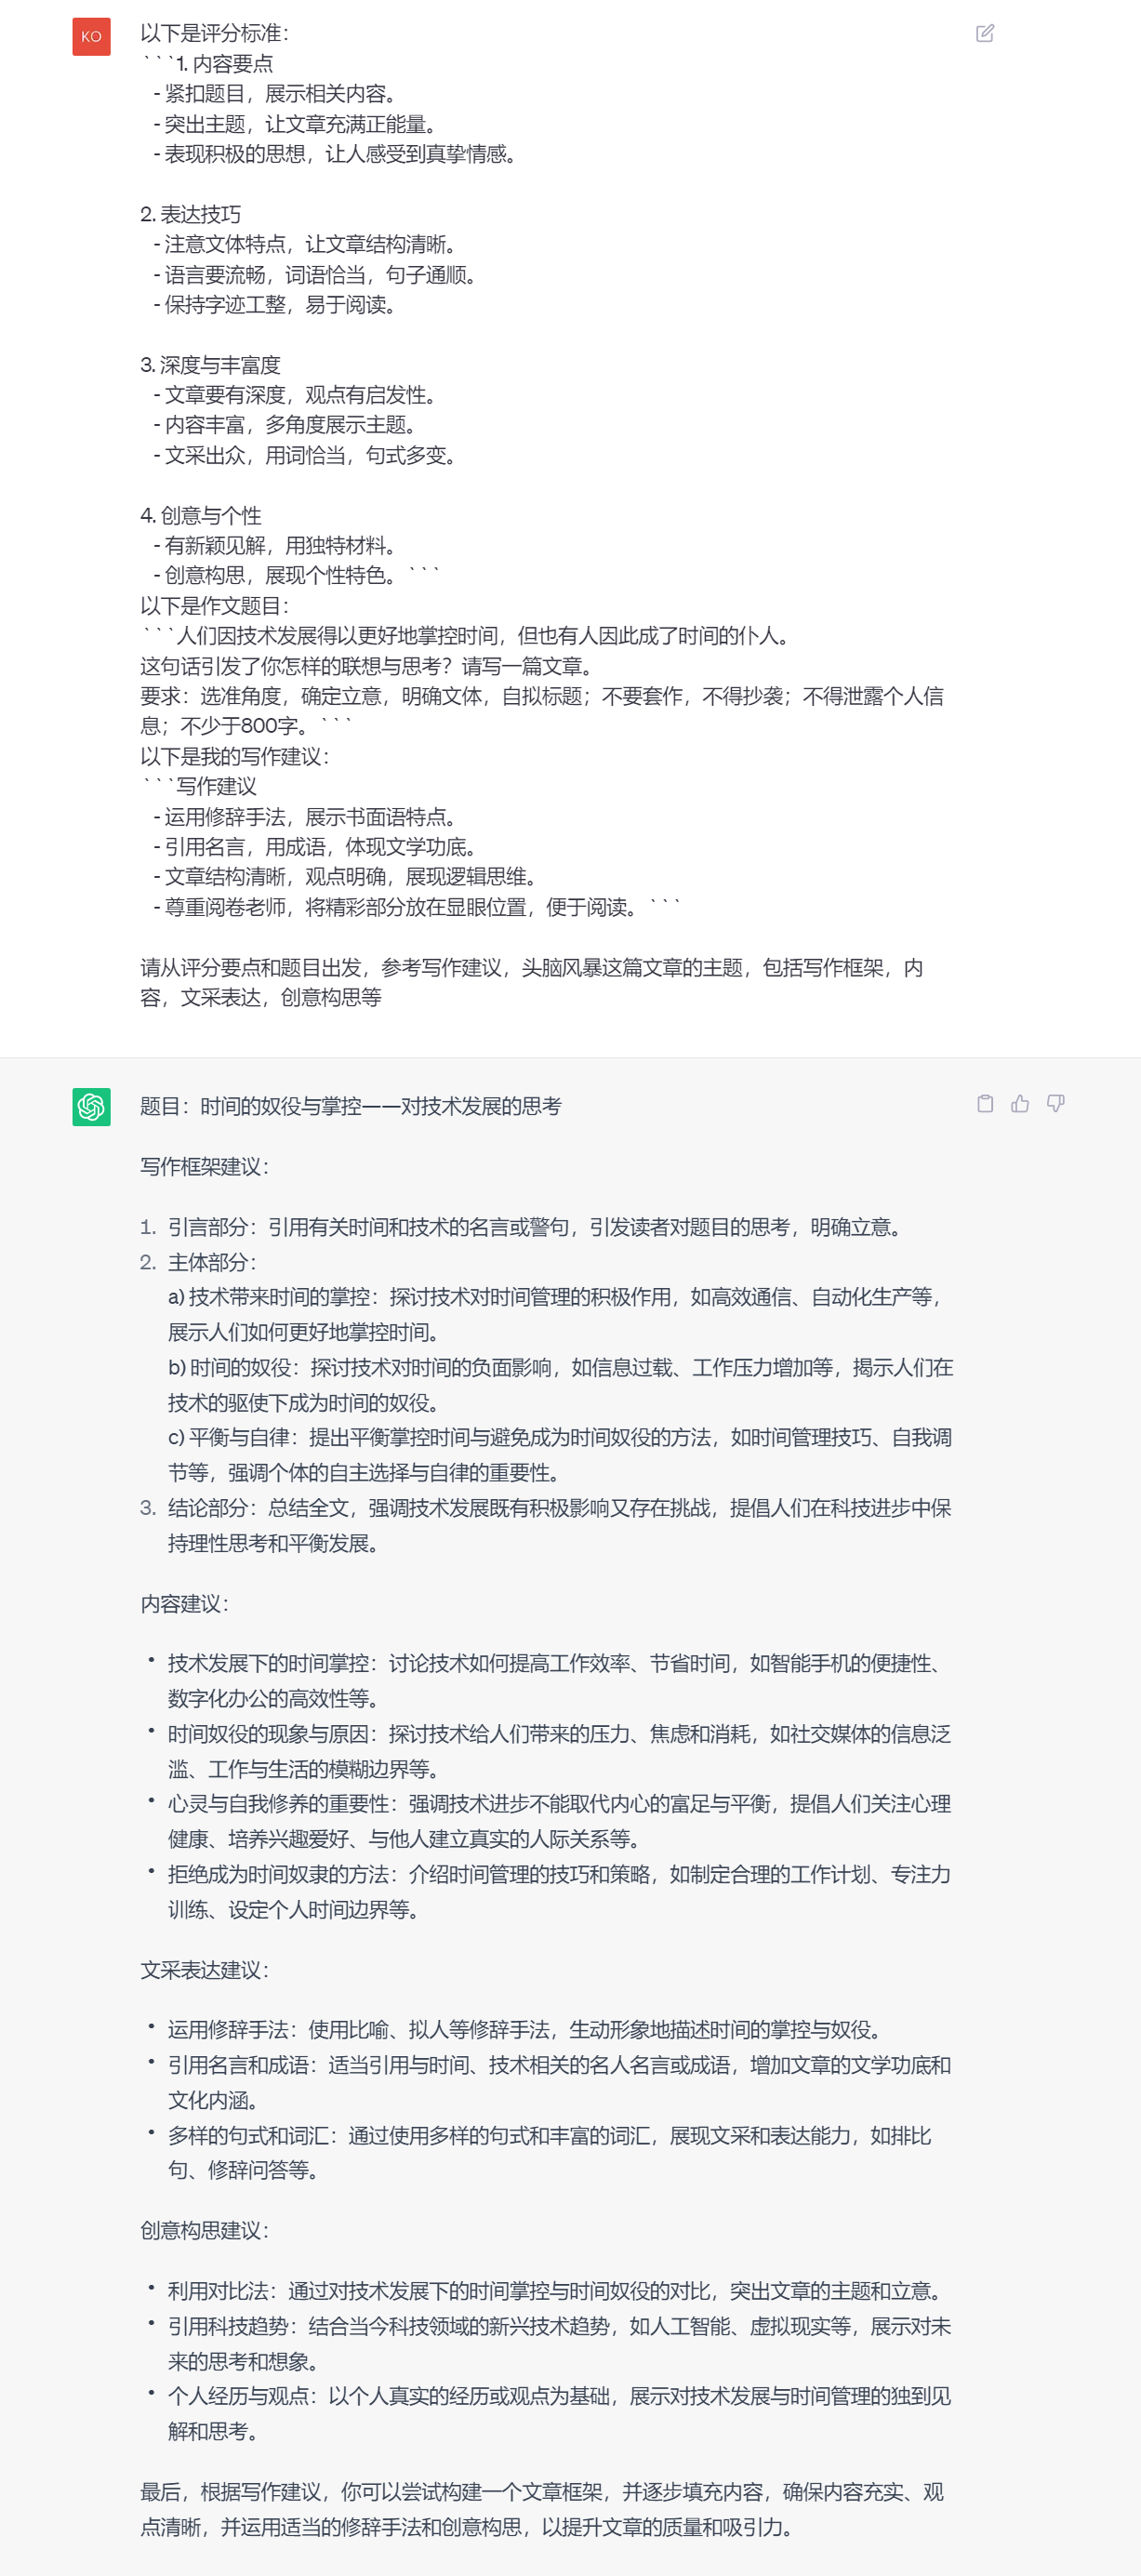 KO
以下是评分标准：
```1. 内容要点
- 紧扣题目，展示相关内容。
- 突出主题，让文章充满正能量。
- 表现积极的思想，让人感受到真挚情感。
2. 表达技巧
- 注意文体特点，让文章结构清晰。
- 语言要流畅，词语恰当，句子通顺。
- 保持字迹工整，易于阅读。
3. 深度与丰富度
- 文章要有深度，观点有启发性。
- 内容丰富，多角度展示主题。
- 文采出众，用词恰当，句式多变。
4. 创意与个性
- 有新颖见解，用独特材料。
- 创意构思，展现个性特色。```
以下是作文题目：
```人们因技术发展得以更好地掌控时间，但也有人因此成了时间的仆人。
这句话引发了你怎样的联想与思考？请写一篇文章。
要求：选准角度，确定立意，明确文体，自拟标题；不要套作，不得抄袭；不得泄露个人信
息；不少于800字。```
以下是我的写作建议：
```写作建议
- 运用修辞手法，展示书面语特点。
- 引用名言，用成语，体现文学功底。
- 文章结构清晰，观点明确，展现逻辑思维。
- 尊重阅卷老师，将精彩部分放在显眼位置，便于阅读。```
请从评分要点和题目出发，参考写作建议，头脑风暴这篇文章的主题，包括写作框架，内
容，文采表达，创意构思等
题目：时间的奴役与掌控——对技术发展的思考
写作框架建议：
1. 引言部分：引用有关时间和技术的名言或警句，引发读者对题目的思考，明确立意。
2. 主体部分：
a) 技术带来时间的掌控：探讨技术对时间管理的积极作用，如高效通信、自动化生产等，
展示人们如何更好地掌控时间。
b) 时间的奴役：探讨技术对时间的负面影响，如信息过载、工作压力增加等，揭示人们在
技术的驱使下成为时间的奴役。
c) 平衡与自律：提出平衡掌控时间与避免成为时间奴役的方法，如时间管理技巧、自我调
节等，强调个体的自主选择与自律的重要性。
3. 结论部分：总结全文，强调技术发展既有积极影响又存在挑战，提倡人们在科技进步中保
持理性思考和平衡发展。
内容建议：
• 技术发展下的时间掌控：讨论技术如何提高工作效率、节省时间，如智能手机的便捷性、
数字化办公的高效性等。
• 时间奴役的现象与原因：探讨技术给人们带来的压力、焦虑和消耗，如社交媒体的信息泛
滥、工作与生活的模糊边界等。
• 心灵与自我修养的重要性：强调技术进步不能取代内心的富足与平衡，提倡人们关注心理
健康、培养兴趣爱好、与他人建立真实的人际关系等。
• 拒绝成为时间奴隶的方法：介绍时间管理的技巧和策略，如制定合理的工作计划、专注力
训练、设定个人时间边界等。
文采表达建议：
• 运用修辞手法：使用比喻、拟人等修辞手法，生动形象地描述时间的掌控与奴役。
• 引用名言和成语：适当引用与时间、技术相关的名人名言或成语，增加文章的文学功底和
文化内涵。
• 多样的句式和词汇：通过使用多样的句式和丰富的词汇，展现文采和表达能力，如排比
句、修辞问答等。
创意构思建议：
• 利用对比法：通过对技术发展下的时间掌控与时间奴役的对比，突出文章的主题和立意。
• 引用科技趋势：结合当今科技领域的新兴技术趋势，如人工智能、虚拟现实等，展示对未
来的思考和想象。
• 个人经历与观点：以个人真实的经历或观点为基础，展示对技术发展与时间管理的独到见
解和思考。
最后，根据写作建议，你可以尝试构建一个文章框架，并逐步填充内容，确保内容充实、观
点清晰，并运用适当的修辞手法和创意构思，以提升文章的质量和吸引力。